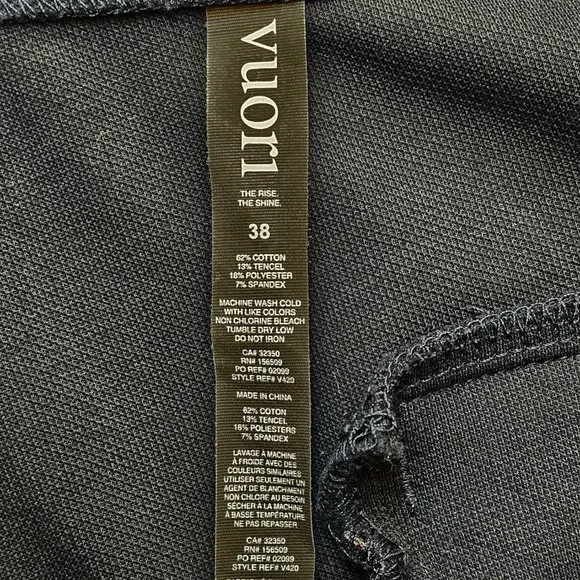 vuori
THE RISE.
THE SHINE.
38
62% COTTON
13% TENCEL
18% POLYESTER
7% SPANDEX
MACHINE WASH COLD
WITH LIKE COLORS
NON CHLORINE BLEACH
TUMBLE DRY LOW
DO NOT IRON
CA# 32350
RN# 156509
PO REF# 02099
STYLE REF# V420
MADE IN CHINA
62% COTON
13% TENCEL
18% POLYESTERS
7% SPANDEX
LAVAGE À MACHINE
À FROIDE AVEC DES
COULEURS SIMILAIRES
UTILISER SEULEMENT UN
AGENT DE BLANCHIMENT
NON CHLORÉ AU BESOIN
SÉCHER À LA MACHINE
À BASSE TEMPÉRATURE
NE PAS REPASSER
CA# 32350
RN# 156509
PO REF# 02099
STYLE REF# V420